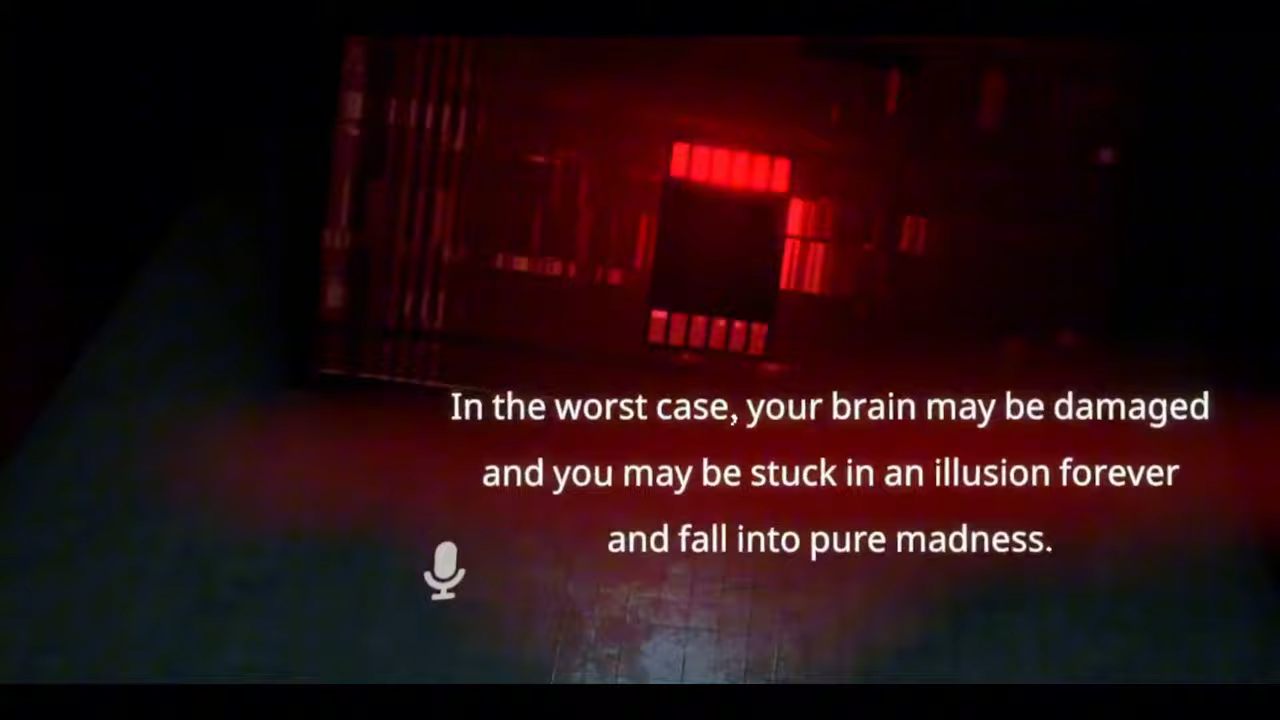 In the worst case, your brain may be damaged
and you may be stuck in an illusion forever
and fall into pure madness.